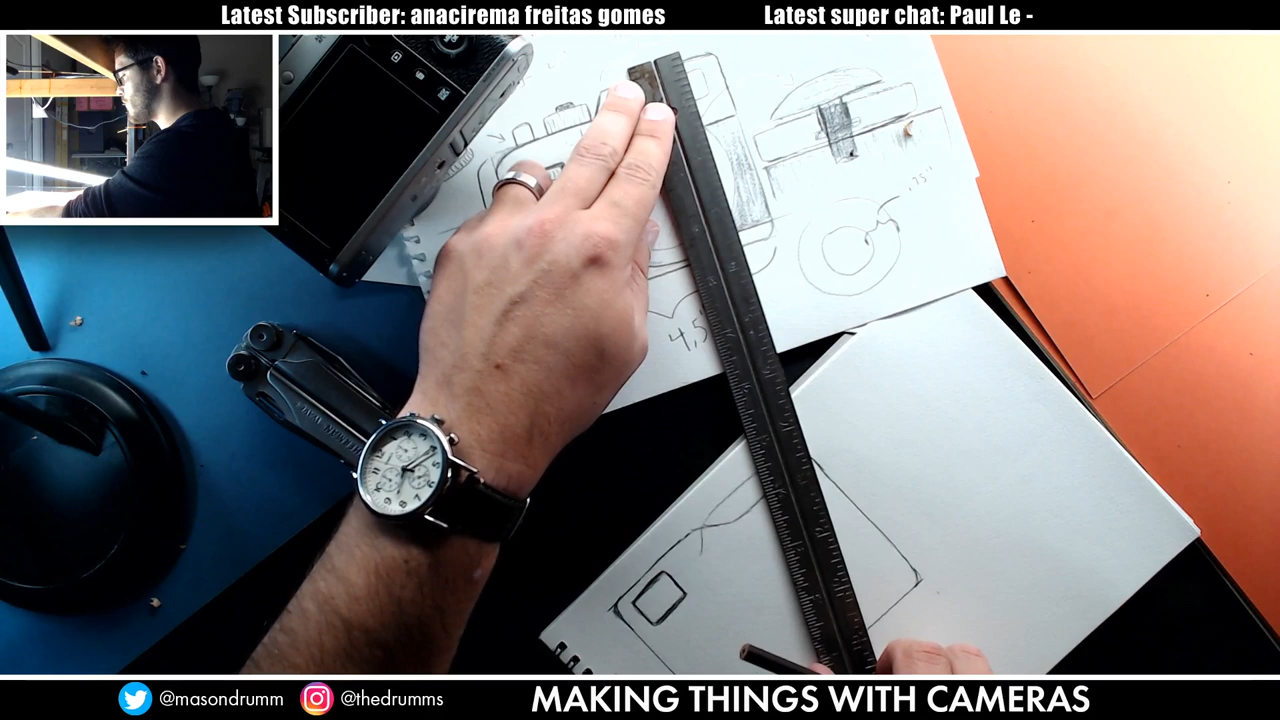 Latest Subscriber: anacirema freitas gomes
Latest super chat: Paul Le -
4,5
.75"
@masondrumm
@thedrumms
MAKING THINGS WITH CAMERAS